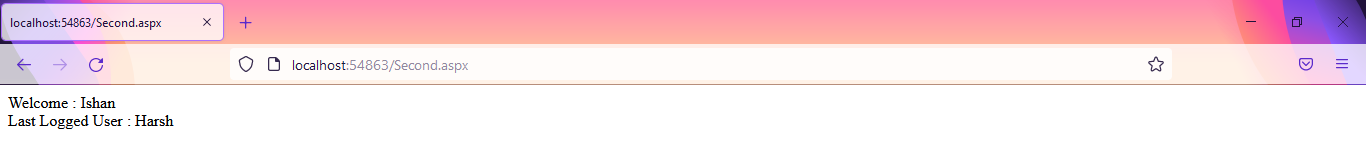 localhost:54863/Second.aspx
localhost:54863/Second.aspx
Welcome : Ishan
Last Logged User : Harsh